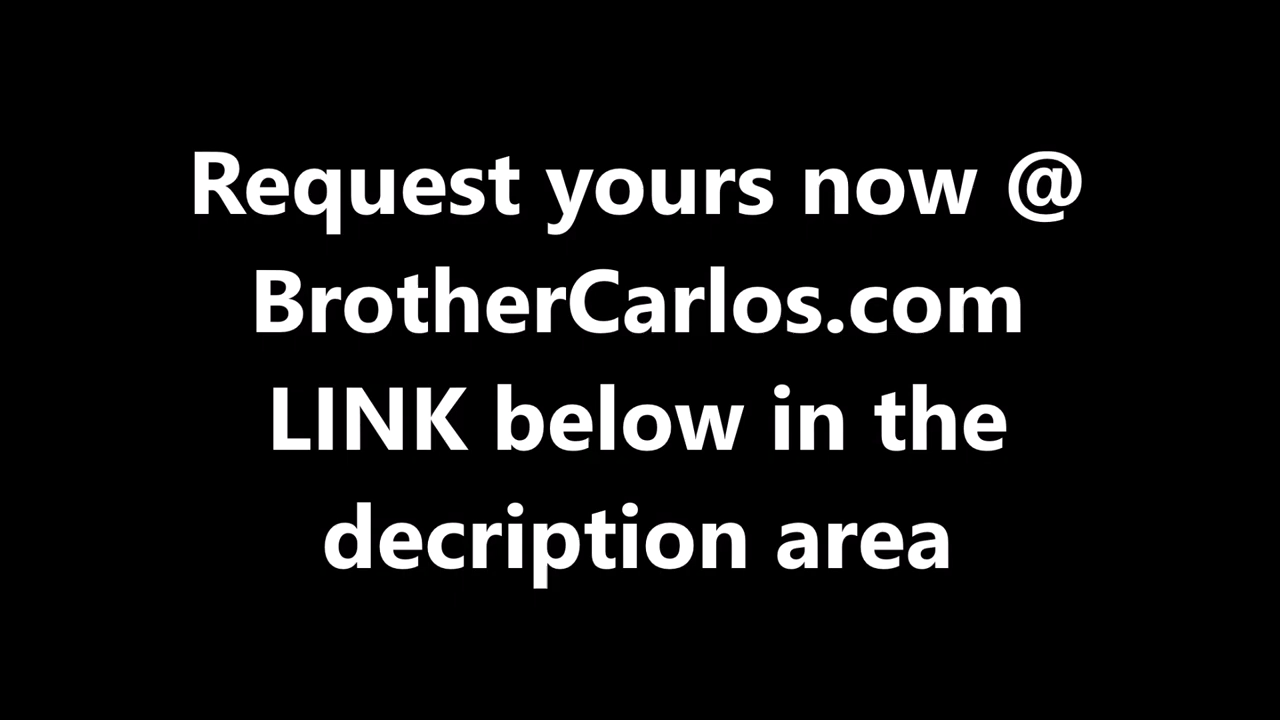 Request yours now @
BrotherCarlos.com
LINK below in the
decription area